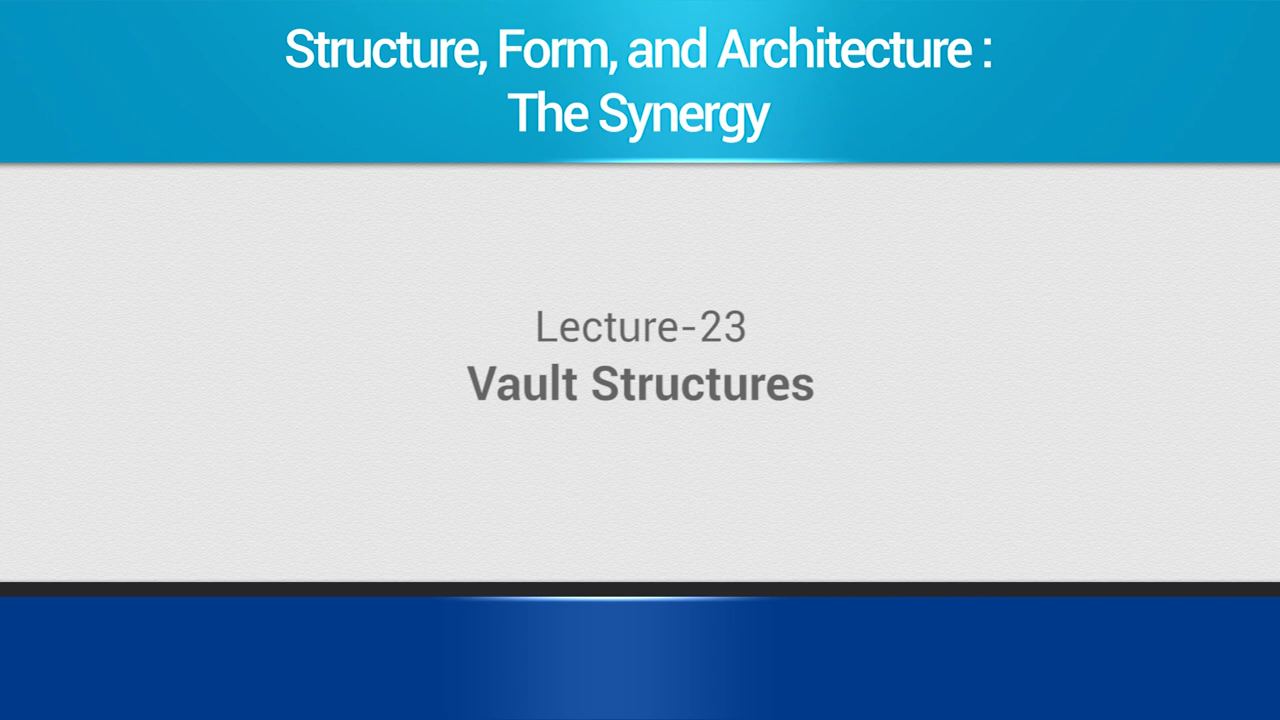 Structure, Form, and Architecture :
The Synergy
Lecture-23
Vault Structures